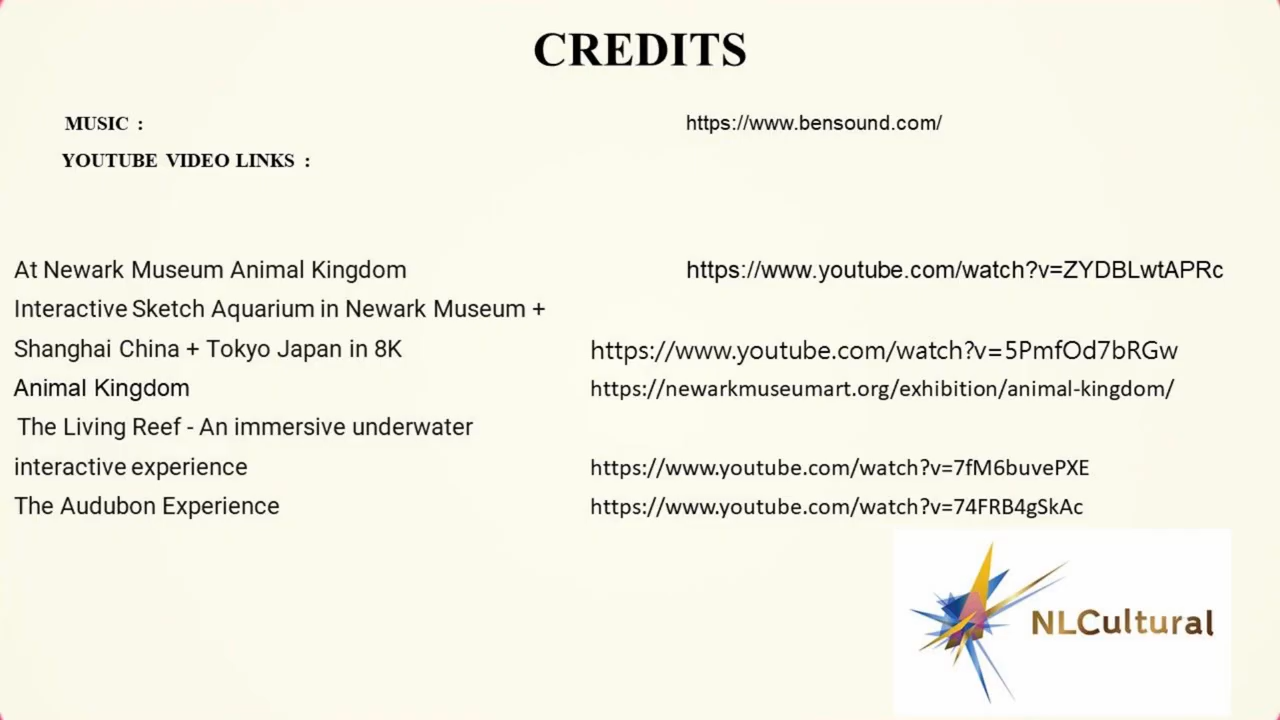 CREDITS
MUSIC : https://www.bensound.com/
YOUTUBE VIDEO LINKS :
At Newark Museum Animal Kingdom https://www.youtube.com/watch?v=ZYDBLwtAPRc
Interactive Sketch Aquarium in Newark Museum +
Shanghai China + Tokyo Japan in 8K https://www.youtube.com/watch?v=5PmfOd7bRGw
Animal Kingdom https://newarkmuseumart.org/exhibition/animal-kingdom/
The Living Reef - An immersive underwater
interactive experience https://www.youtube.com/watch?v=7fM6buvePXE
The Audubon Experience https://www.youtube.com/watch?v=74FRB4gSkAc
NLCultural